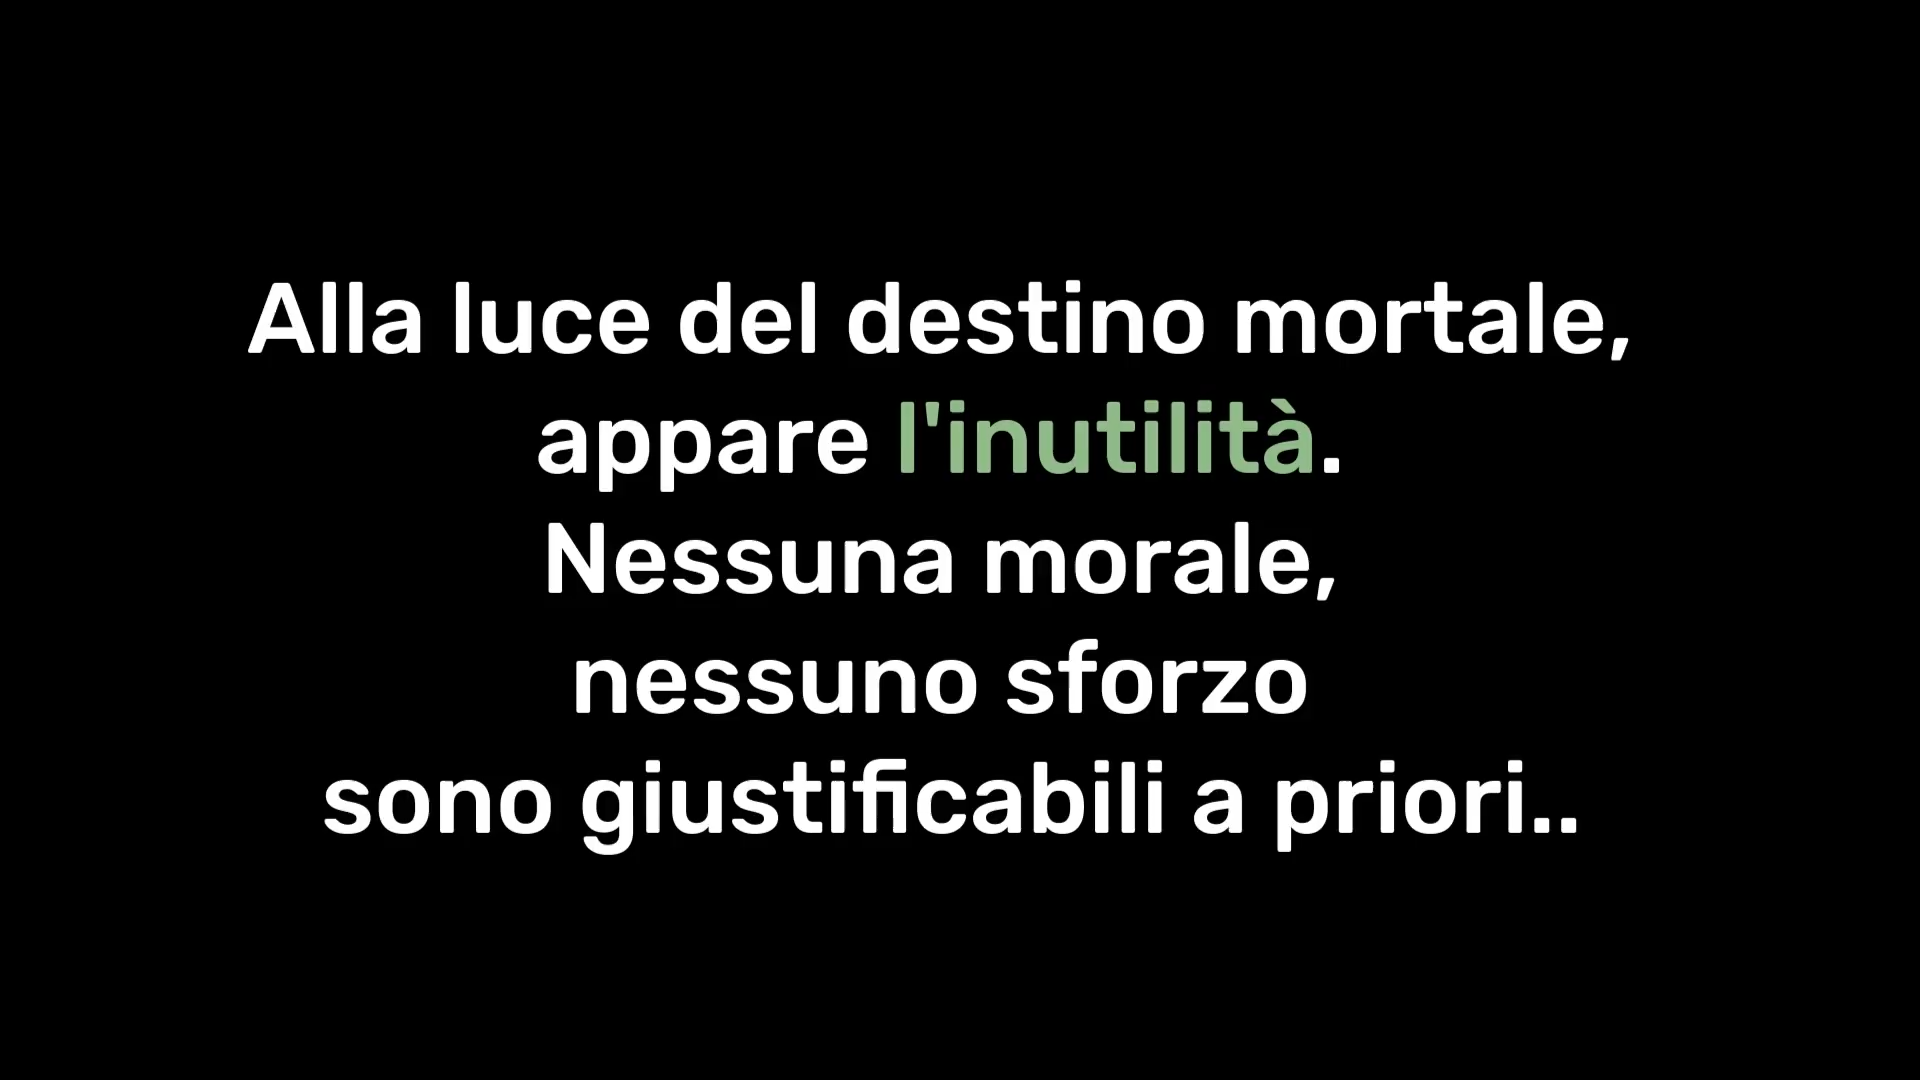 Alla luce del destino mortale,
appare l'inutilità.
Nessuna morale,
nessuno sforzo
sono giustificabili a priori..